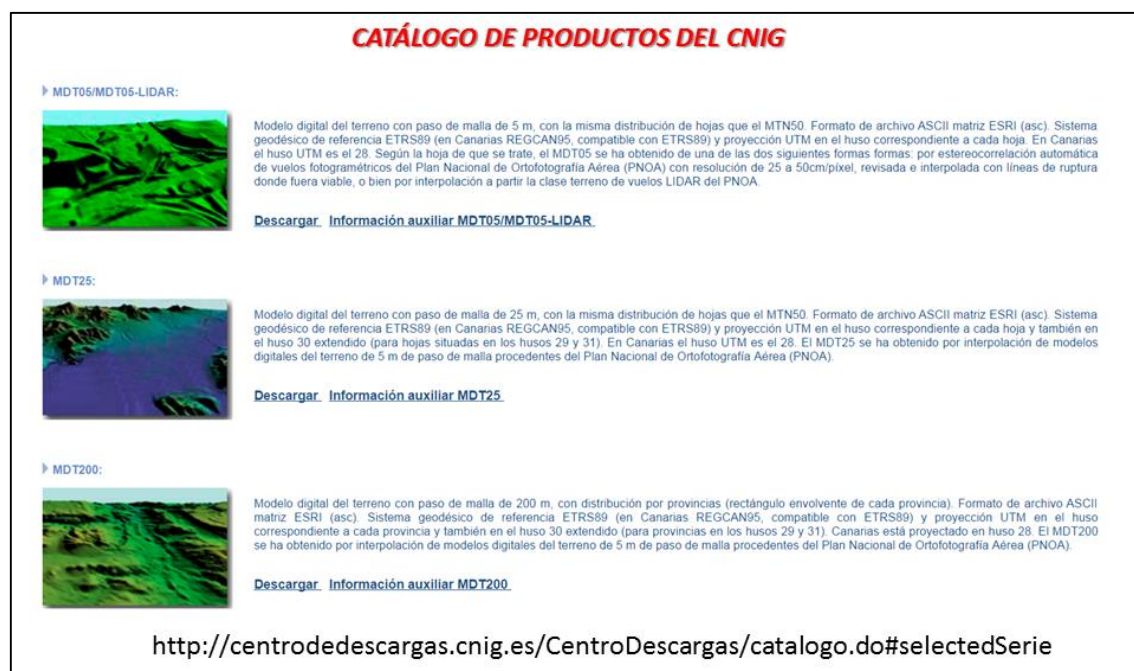 CATÁLOGO DE PRODUCTOS DEL CNIG
MDT05/MDT05-LIDAR:
Modelo digital del terreno con paso de malla de 5 m, con la misma distribución de hojas que el MTN50. Formato de archivo ASCII matriz ESRI (asc). Sistema
geodésico de referencia ETRS89 (en Canarias REGCAN95, compatible con ETRS89) y proyección UTM en el huso correspondiente a cada hoja. En Canarias
el huso UTM es el 28. Según la hoja de que se trate, el MDT05 se ha obtenido de una de las dos siguientes formas formas: por estereocorrelación automática
de vuelos fotogramétricos del Plan Nacional de Ortofotografía Aérea (PNOA) con resolución de 25 a 50cm/píxel, revisada e interpolada con líneas de ruptura
donde fuera viable, o bien por interpolación a partir la clase terreno de vuelos LIDAR del PNOA.
Descargar Información auxiliar MDT05/MDT05-LIDAR
MDT25:
Modelo digital del terreno con paso de malla de 25 m, con la misma distribución de hojas que el MTN50. Formato de archivo ASCII matriz ESRI (asc). Sistema
geodésico de referencia ETRS89 (en Canarias REGCAN95, compatible con ETRS89) y proyección UTM en el huso correspondiente a cada hoja y también en
el huso 30 extendido (para hojas situadas en los husos 29 y 31). En Canarias el huso UTM es el 28. El MDT25 se ha obtenido por interpolación de modelos
digitales del terreno de 5 m de paso de malla procedentes del Plan Nacional de Ortofotografía Aérea (PNOA).
Descargar Información auxiliar MDT25
MDT200:
Modelo digital del terreno con paso de malla de 200 m, con distribución por provincias (rectángulo envolvente de cada provincia). Formato de archivo ASCII
matriz ESRI (asc). Sistema geodésico de referencia ETRS89 (en Canarias REGCAN95, compatible con ETRS89) y proyección UTM en el huso
correspondiente a cada provincia y también en el huso 30 extendido (para provincias en los husos 29 y 31). Canarias está proyectado en huso 28. El MDT200
se ha obtenido por interpolación de modelos digitales del terreno de 5 m de paso de malla procedentes del Plan Nacional de Ortofotografía Aérea (PNOA).
Descargar Información auxiliar MDT200
http://centrodedescargas.cnig.es/CentroDescargas/catalogo.do#selectedSerie